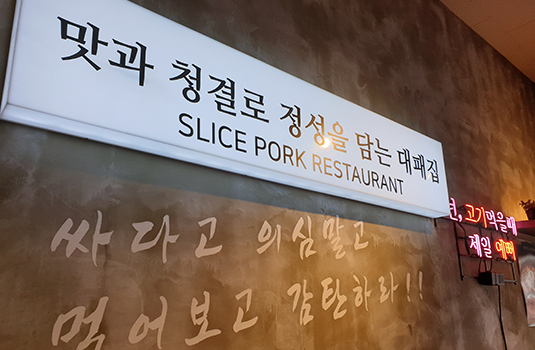 맛과 청결로 정성을 담는 대패집
SLICE PORK RESTAURANT
싸다고 의심말고
먹어보고 감탄하라!!
고기먹을때
제일 예뻐